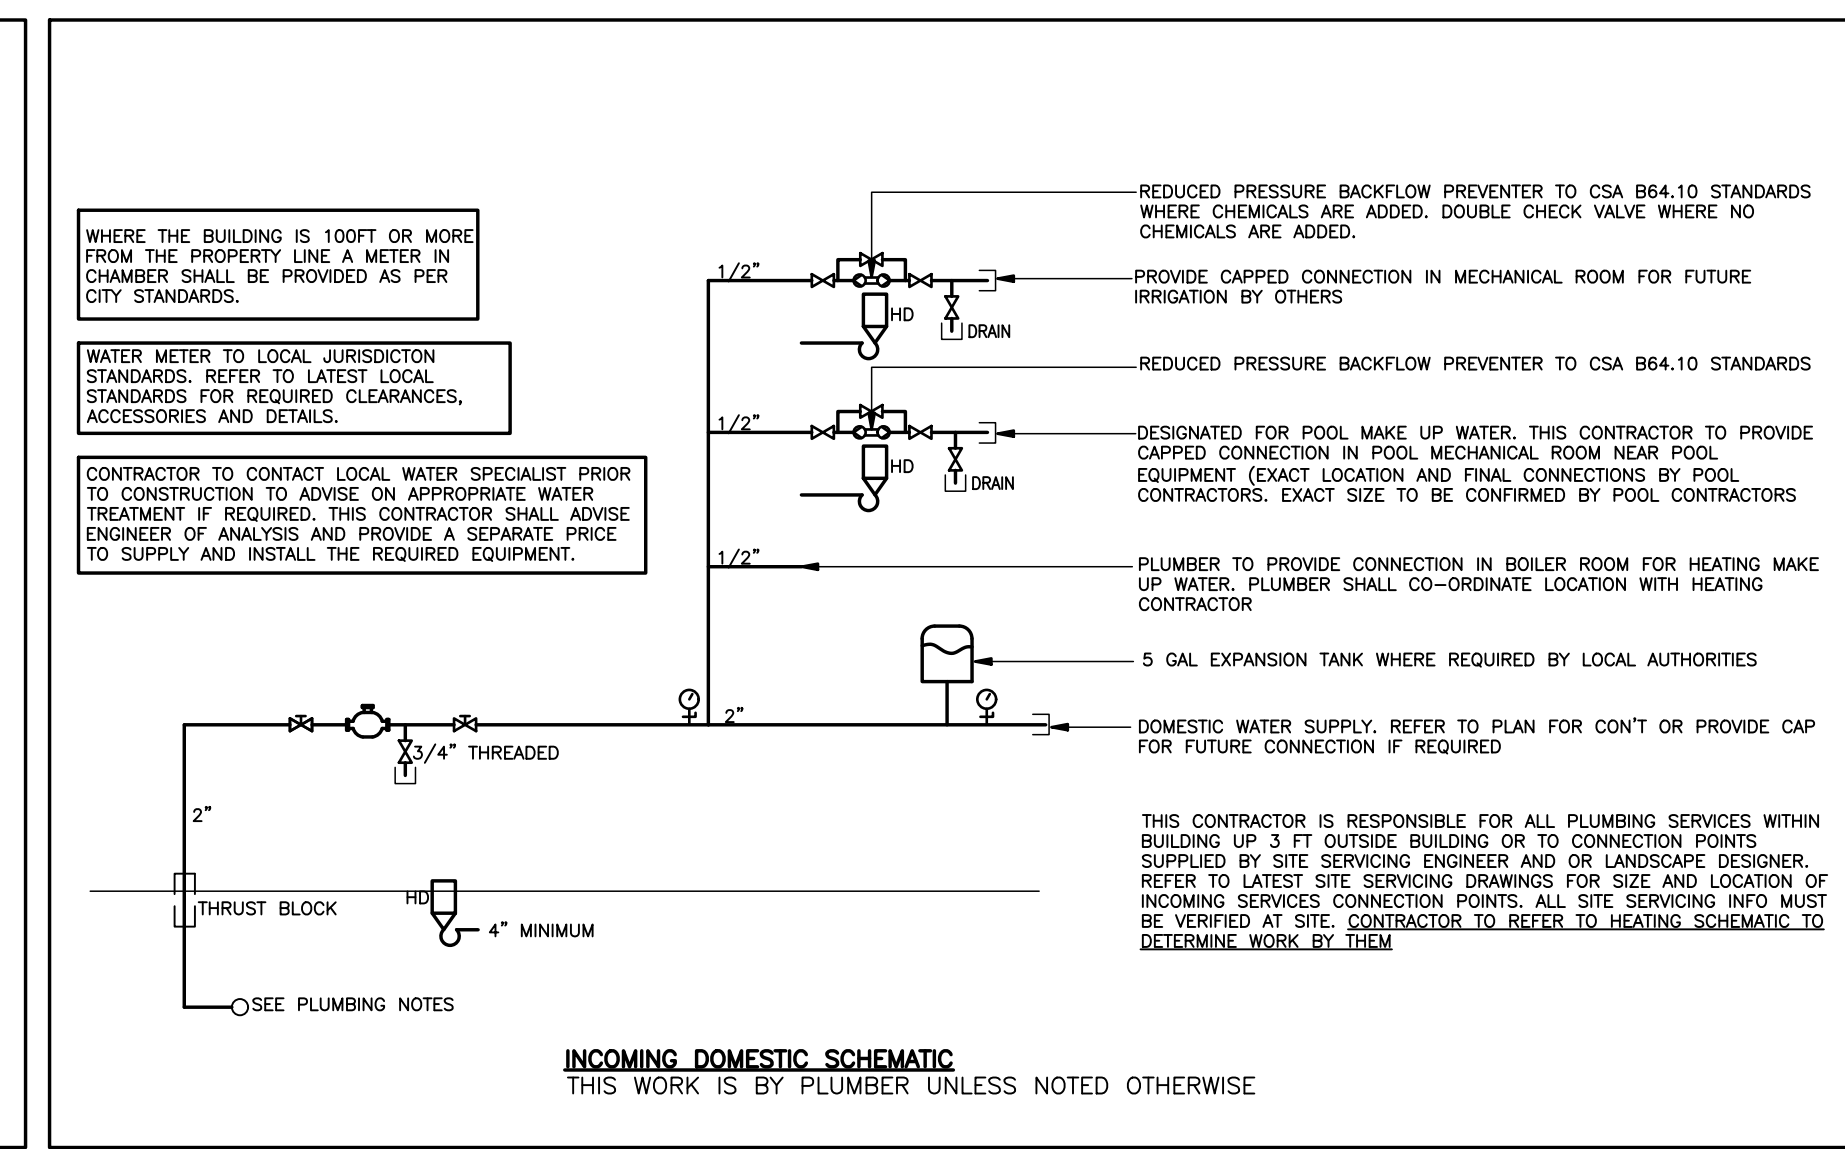 WHERE THE BUILDING IS 100FT OR MORE
FROM THE PROPERTY LINE A METER IN
CHAMBER SHALL BE PROVIDED AS PER
CITY STANDARDS.
WATER METER TO LOCAL JURISDICTON
STANDARDS. REFER TO LATEST LOCAL
STANDARDS FOR REQUIRED CLEARANCES,
ACCESSORIES AND DETAILS.
CONTRACTOR TO CONTACT LOCAL WATER SPECIALIST PRIOR
TO CONSTRUCTION TO ADVISE ON APPROPRIATE WATER
TREATMENT IF REQUIRED. THIS CONTRACTOR SHALL ADVISE
ENGINEER OF ANALYSIS AND PROVIDE A SEPARATE PRICE
TO SUPPLY AND INSTALL THE REQUIRED EQUIPMENT.
REDUCED PRESSURE BACKFLOW PREVENTER TO CSA B64.10 STANDARDS
WHERE CHEMICALS ARE ADDED. DOUBLE CHECK VALVE WHERE NO
CHEMICALS ARE ADDED.
1/2"
PROVIDE CAPPED CONNECTION IN MECHANICAL ROOM FOR FUTURE
IRRIGATION BY OTHERS
HD
DRAIN
REDUCED PRESSURE BACKFLOW PREVENTER TO CSA B64.10 STANDARDS
1/2"
DESIGNATED FOR POOL MAKE UP WATER. THIS CONTRACTOR TO PROVIDE
CAPPED CONNECTION IN POOL MECHANICAL ROOM NEAR POOL
EQUIPMENT (EXACT LOCATION AND FINAL CONNECTIONS BY POOL
CONTRACTORS. EXACT SIZE TO BE CONFIRMED BY POOL CONTRACTORS
HD
DRAIN
1/2"
PLUMBER TO PROVIDE CONNECTION IN BOILER ROOM FOR HEATING MAKE
UP WATER. PLUMBER SHALL CO-ORDINATE LOCATION WITH HEATING
CONTRACTOR
5 GAL EXPANSION TANK WHERE REQUIRED BY LOCAL AUTHORITIES
2"
DOMESTIC WATER SUPPLY. REFER TO PLAN FOR CON'T OR PROVIDE CAP
FOR FUTURE CONNECTION IF REQUIRED
3/4" THREADED
2"
THIS CONTRACTOR IS RESPONSIBLE FOR ALL PLUMBING SERVICES WITHIN
BUILDING UP 3 FT OUTSIDE BUILDING OR TO CONNECTION POINTS
SUPPLIED BY SITE SERVICING ENGINEER AND OR LANDSCAPE DESIGNER.
REFER TO LATEST SITE SERVICING DRAWINGS FOR SIZE AND LOCATION OF
INCOMING SERVICES CONNECTION POINTS. ALL SITE SERVICING INFO MUST
BE VERIFIED AT SITE. CONTRACTOR TO REFER TO HEATING SCHEMATIC TO
DETERMINE WORK BY THEM
THRUST BLOCK
HD
4" MINIMUM
SEE PLUMBING NOTES
INCOMING DOMESTIC SCHEMATIC
THIS WORK IS BY PLUMBER UNLESS NOTED OTHERWISE